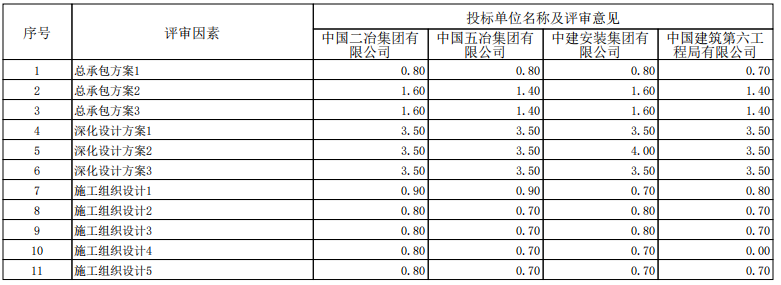 序号 评审因素 投标单位名称及评审意见
中国二冶集团有限公司 中国五冶集团有限公司 中建安装集团有限公司 中国建筑第六工程局有限公司
1 总承包方案1 0.80 0.80 0.80 0.70
2 总承包方案2 1.60 1.40 1.60 1.40
3 总承包方案3 1.60 1.40 1.60 1.40
4 深化设计方案1 3.50 3.50 3.50 3.50
5 深化设计方案2 3.50 3.50 4.00 3.50
6 深化设计方案3 3.50 3.50 3.50 3.50
7 施工组织设计1 0.90 0.90 0.70 0.80
8 施工组织设计2 0.80 0.70 0.80 0.70
9 施工组织设计3 0.80 0.70 0.80 0.70
10 施工组织设计4 0.80 0.70 0.70 0.00
11 施工组织设计5 0.80 0.70 0.70 0.70